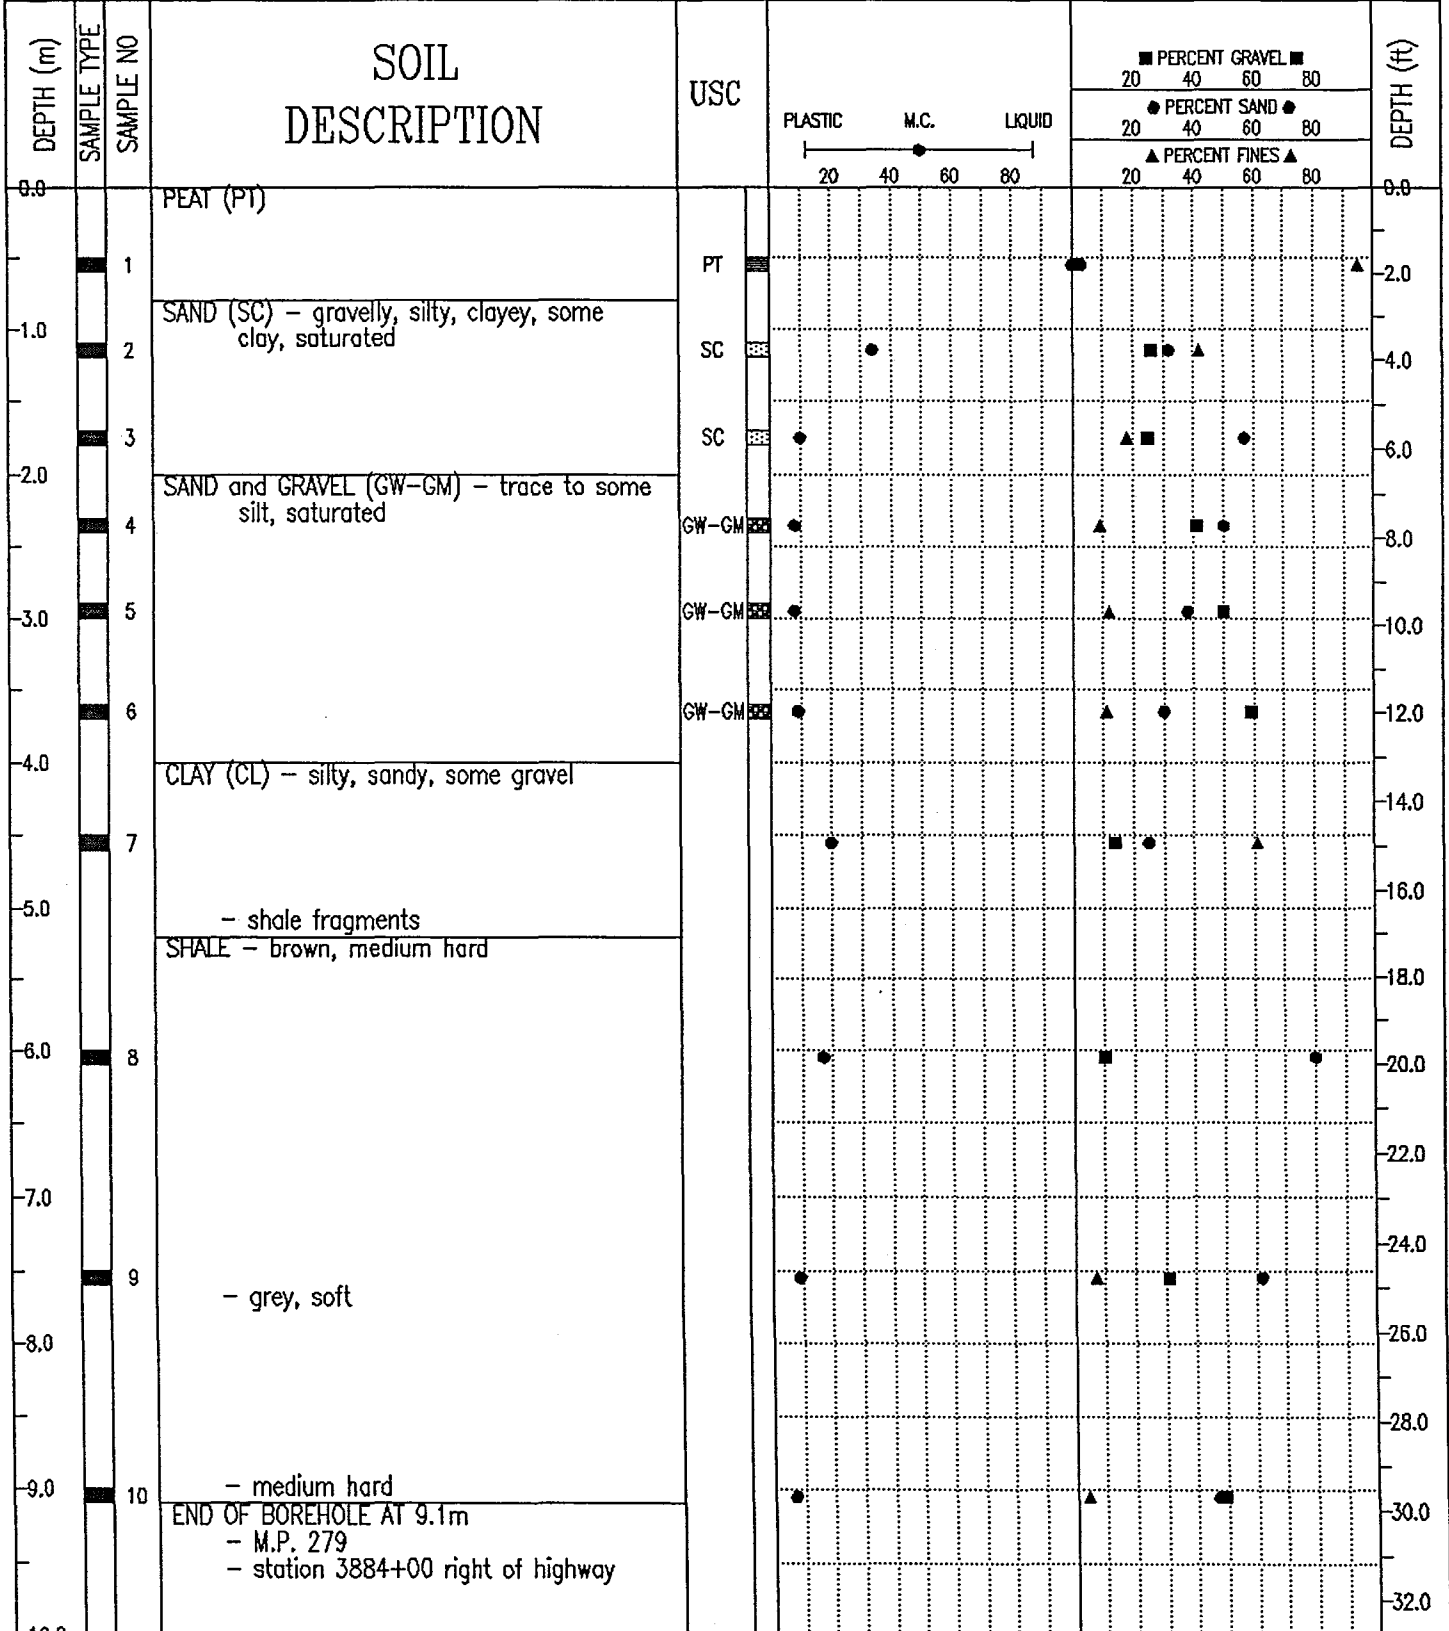 DEPTH (m)
SAMPLE TYPE
SAMPLE NO
SOIL
DESCRIPTION
USC
PLASTIC M.C. LIQUID
20 40 60 80
■ PERCENT GRAVEL ■
20 40 60 80
● PERCENT SAND ●
20 40 60 80
▲ PERCENT FINES ▲
20 40 60 80
DEPTH (ft)
0.0
PEAT (PT)
0.0
1
PT
2.0
SAND (SC) – gravelly, silty, clayey, some
clay, saturated
1.0
2
SC
4.0
3
SC
6.0
2.0
SAND and GRAVEL (GW-GM) – trace to some
silt, saturated
4
GW-GM
8.0
5
GW-GM
3.0
10.0
6
GW-GM
12.0
4.0
CLAY (CL) – silty, sandy, some gravel
14.0
7
16.0
5.0
– shale fragments
SHALE – brown, medium hard
18.0
6.0
8
20.0
22.0
7.0
24.0
9
– grey, soft
26.0
8.0
28.0
– medium hard
9.0
10
30.0
END OF BOREHOLE AT 9.1m
– M.P. 279
– station 3884+00 right of highway
32.0